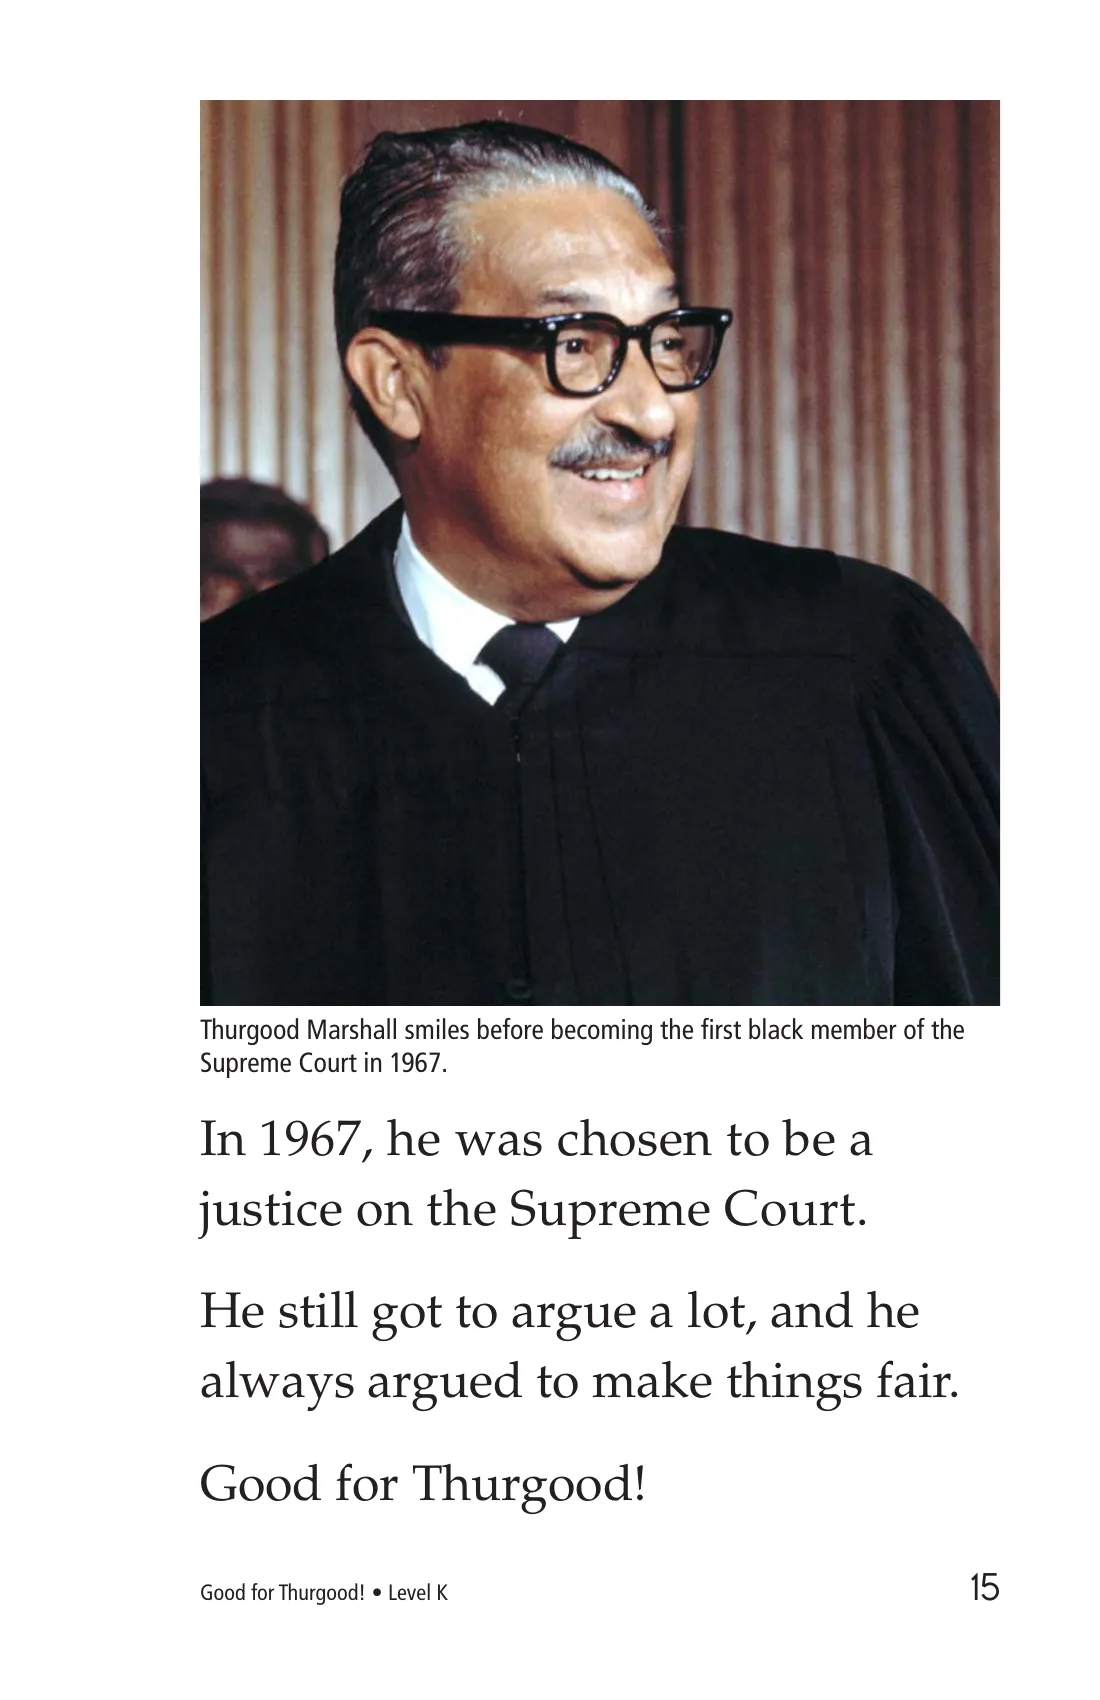 Thurgood Marshall smiles before becoming the first black member of the
Supreme Court in 1967.
In 1967, he was chosen to be a
justice on the Supreme Court.
He still got to argue a lot, and he
always argued to make things fair.
Good for Thurgood!
Good for Thurgood! • Level K
15